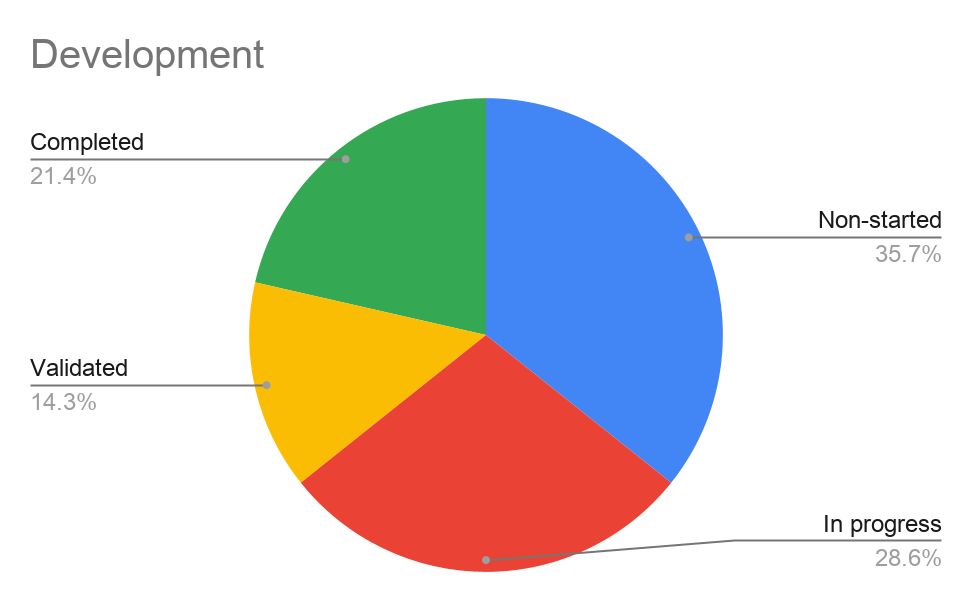 Development
Completed
21.4%
Non-started
35.7%
Validated
14.3%
In progress
28.6%